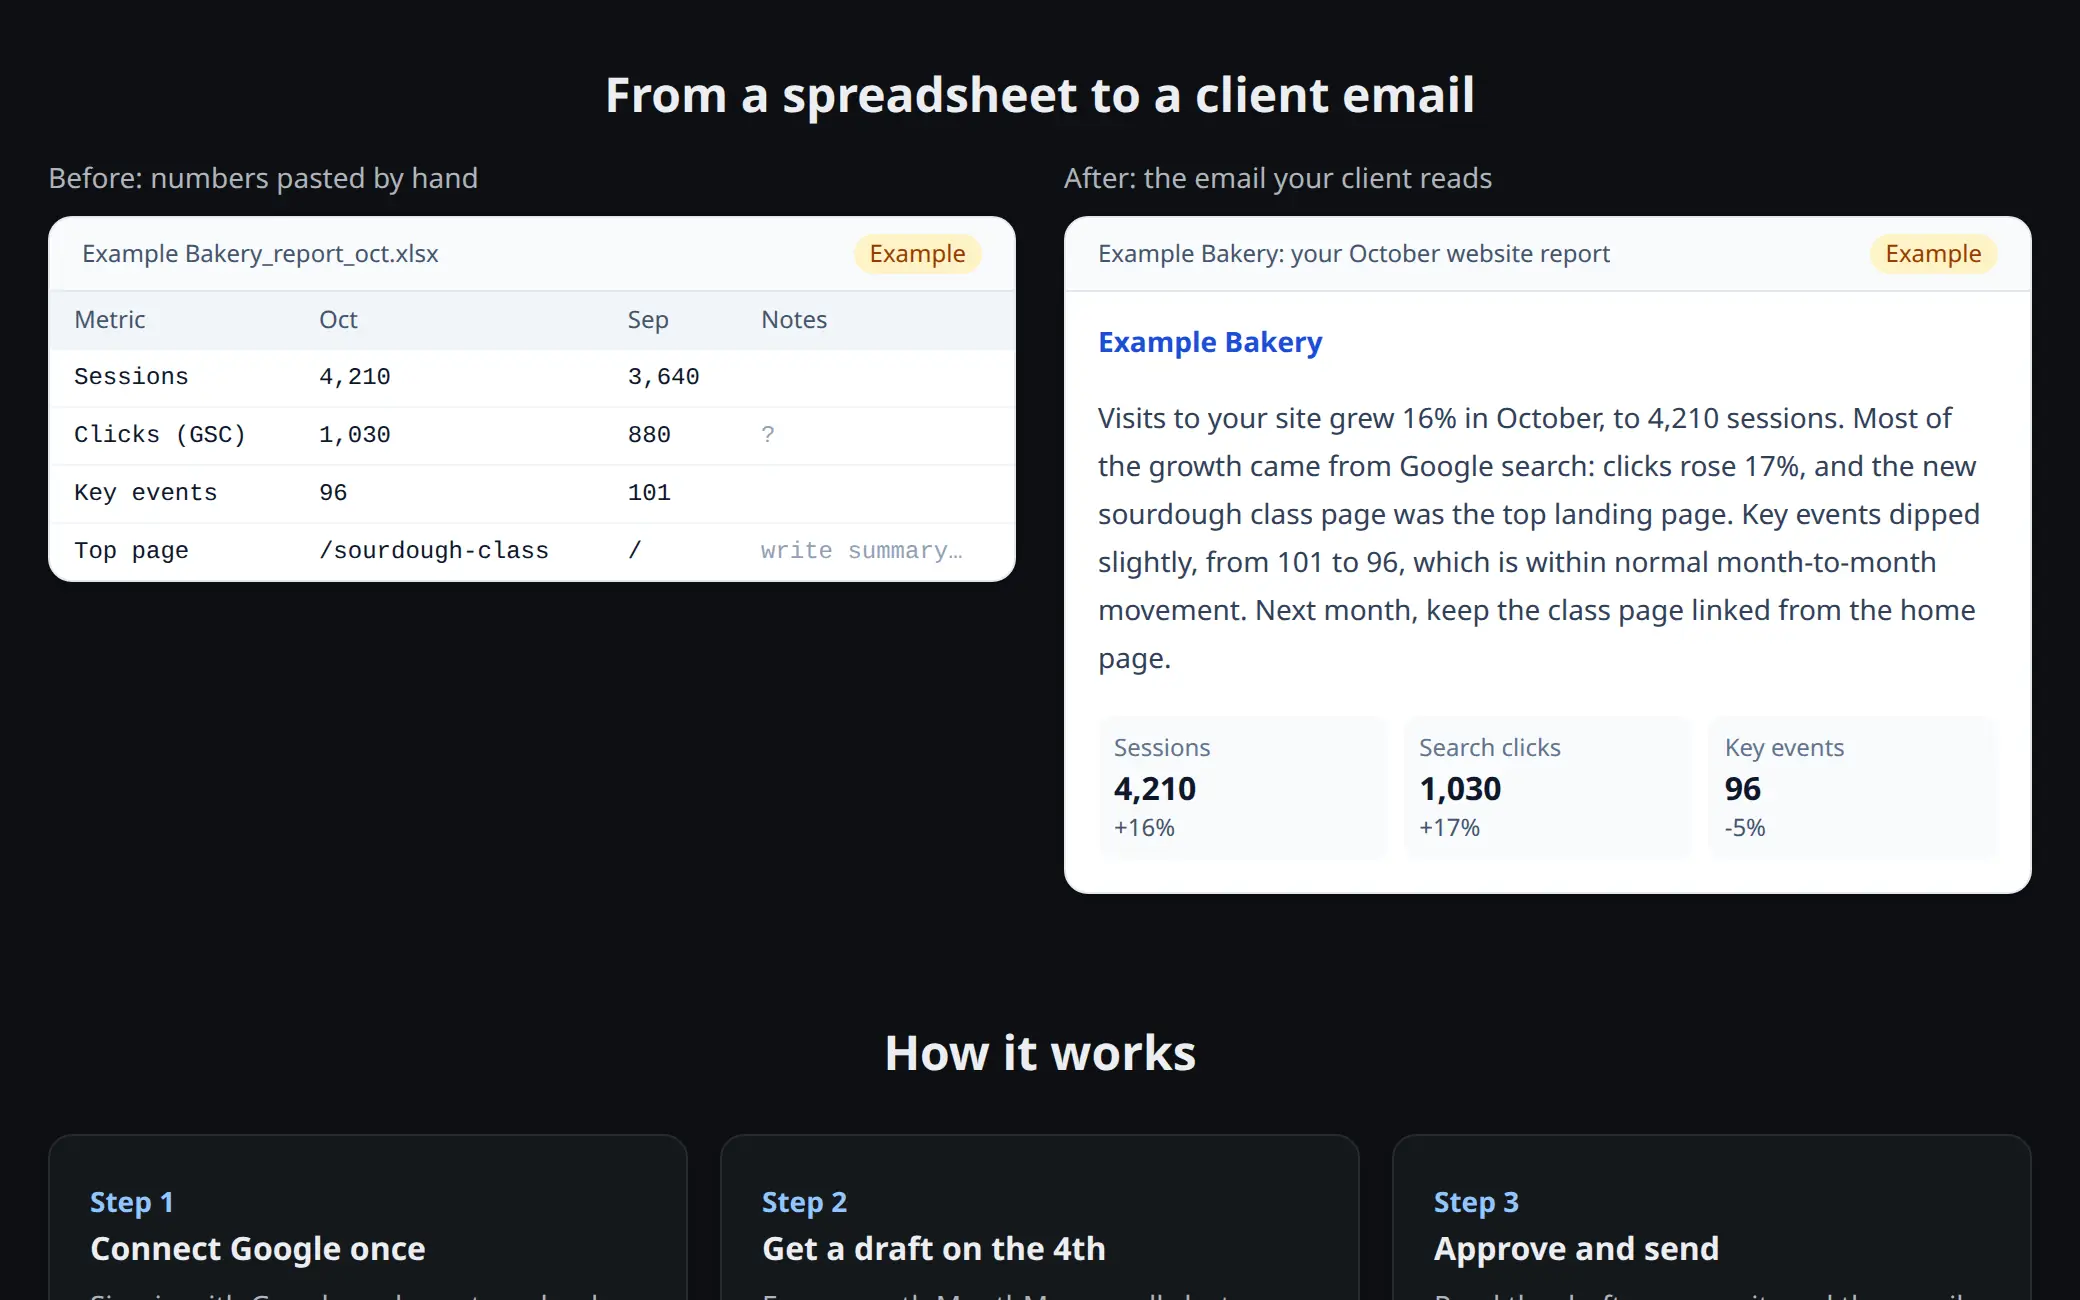 From a spreadsheet to a client email
Before: numbers pasted by hand
Example Bakery_report_oct.xlsx
Example
Metric Oct Sep Notes
Sessions 4,210 3,640
Clicks (GSC) 1,030 880 ?
Key events 96 101
Top page /sourdough-class / write summary…
After: the email your client reads
Example Bakery: your October website report
Example
Example Bakery
Visits to your site grew 16% in October, to 4,210 sessions. Most of
the growth came from Google search: clicks rose 17%, and the new
sourdough class page was the top landing page. Key events dipped
slightly, from 101 to 96, which is within normal month-to-month
movement. Next month, keep the class page linked from the home
page.
Sessions
4,210
+16%
Search clicks
1,030
+17%
Key events
96
-5%
How it works
Step 1
Connect Google once
Step 2
Get a draft on the 4th
Step 3
Approve and send